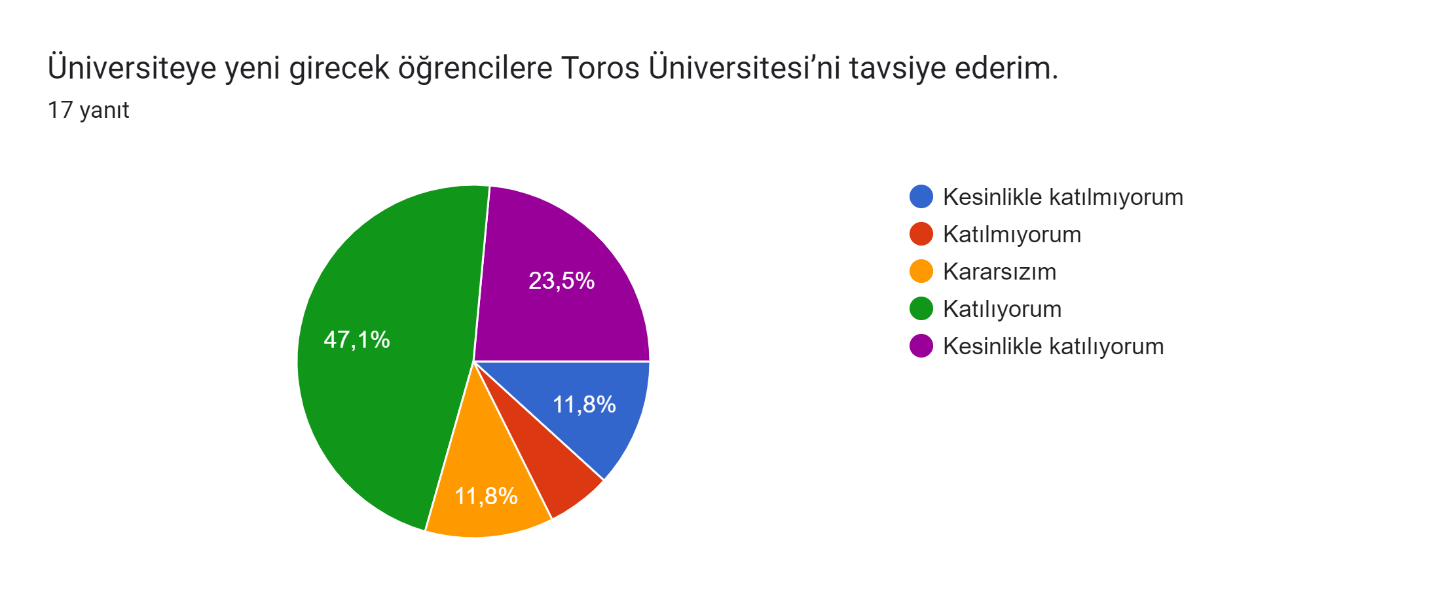 Üniversiteye yeni girecek öğrencilere Toros Üniversitesi’ni tavsiye ederim.
17 yanıt
Kesinlikle katılmıyorum
Katılmıyorum
Kararsızım
Katılıyorum
Kesinlikle katılıyorum
23,5%
47,1%
11,8%
11,8%